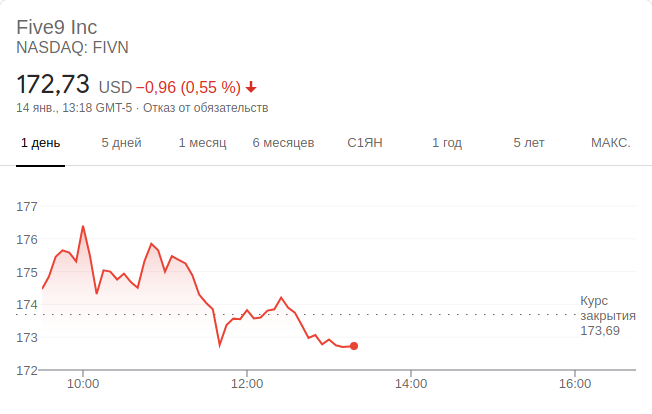 Five9 Inc
NASDAQ: FIVN
172,73 USD −0,96 (0,55 %)
14 янв., 13:18 GMT-5 · Отказ от обязательств
1 день 5 дней 1 месяц 6 месяцев С1ЯН 1 год 5 лет МАКС.
177
176
175
174
173
172
Курс
закрытия
173,69
10:00 12:00 14:00 16:00